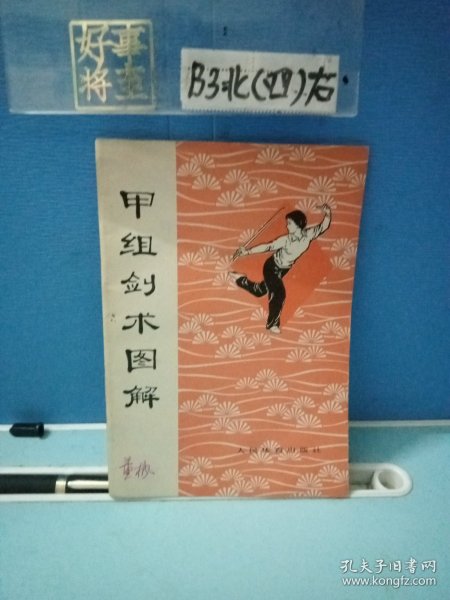 好事
将至
B3北(四)右
甲组剑术图解
人民体育出版社
孔夫子旧书网
www.kongfz.com